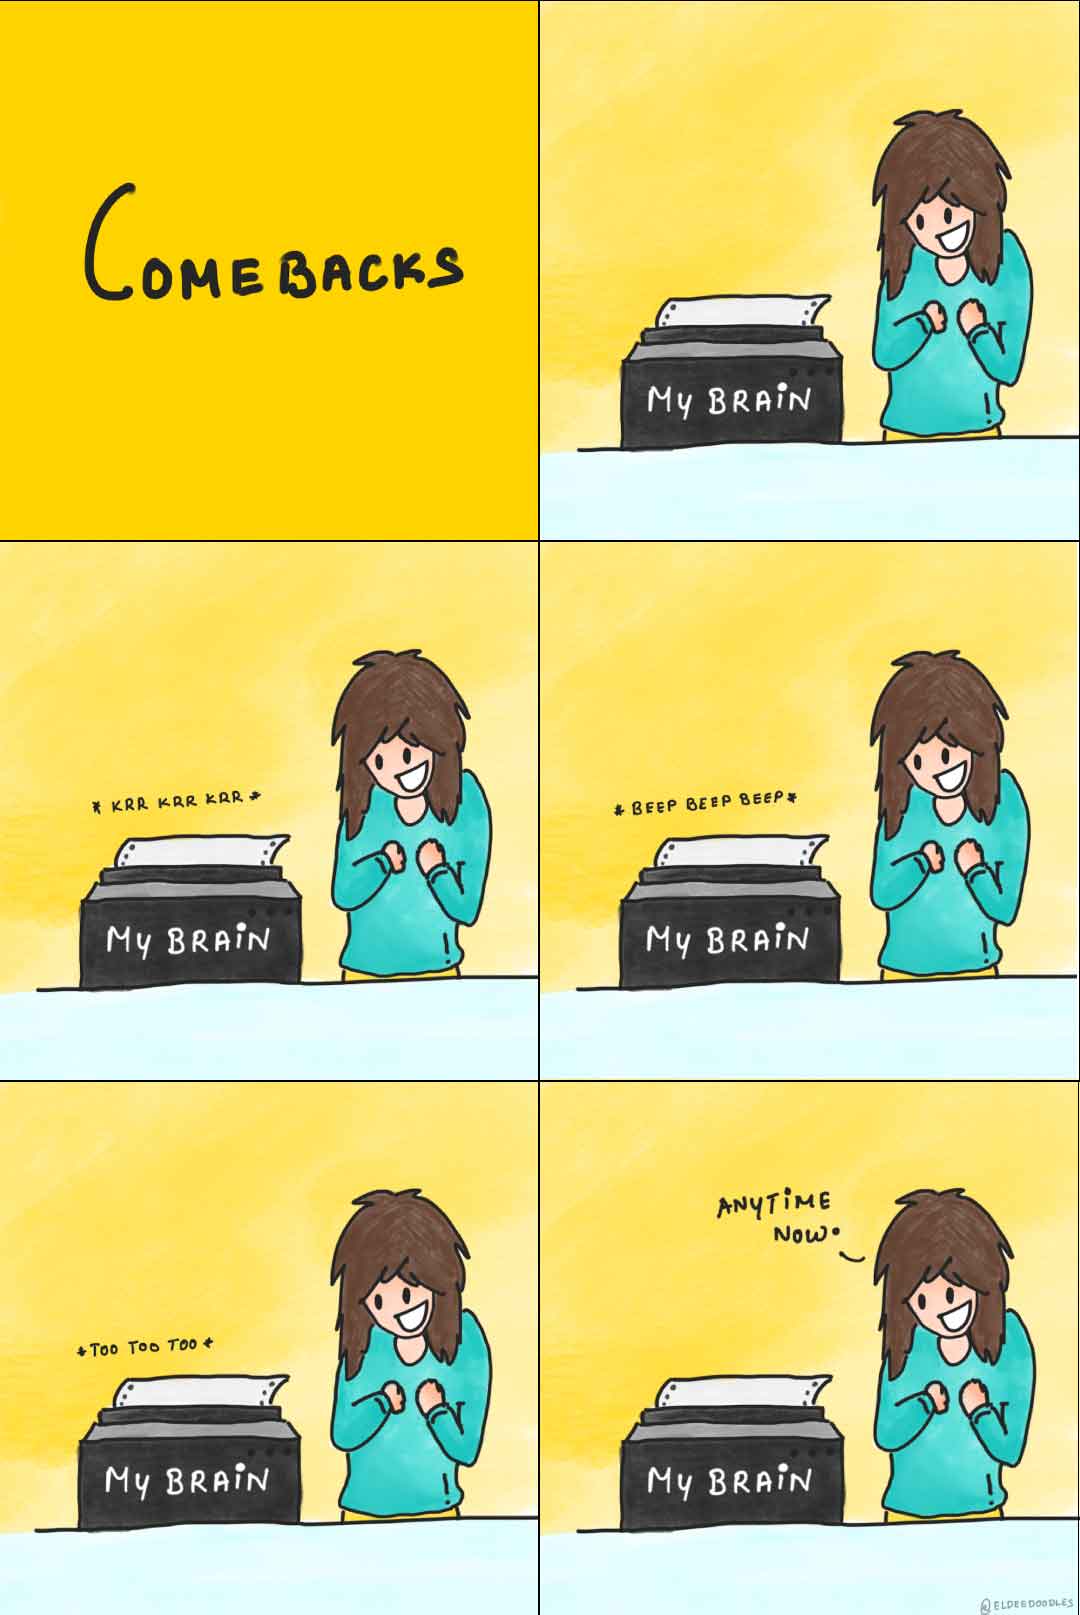 COMEBACKS
MY BRAIN
* KRR KRR KRR *
MY BRAIN
* BEEP BEEP BEEP *
MY BRAIN
* TOO TOO TOO *
MY BRAIN
ANYTIME
NOW.
MY BRAIN
@ELDEEDOODLES